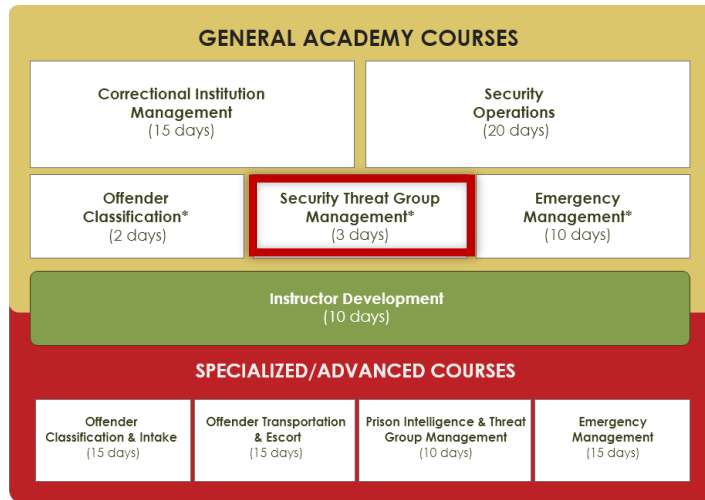 GENERAL ACADEMY COURSES
Correctional Institution
Management
(15 days)
Security
Operations
(20 days)
Offender
Classification*
(2 days)
Security Threat Group
Management*
(3 days)
Emergency
Management*
(10 days)
Instructor Development
(10 days)
SPECIALIZED/ADVANCED COURSES
Offender
Classification & Intake
(15 days)
Offender Transportation
& Escort
(15 days)
Prison Intelligence & Threat
Group Management
(10 days)
Emergency
Management
(15 days)